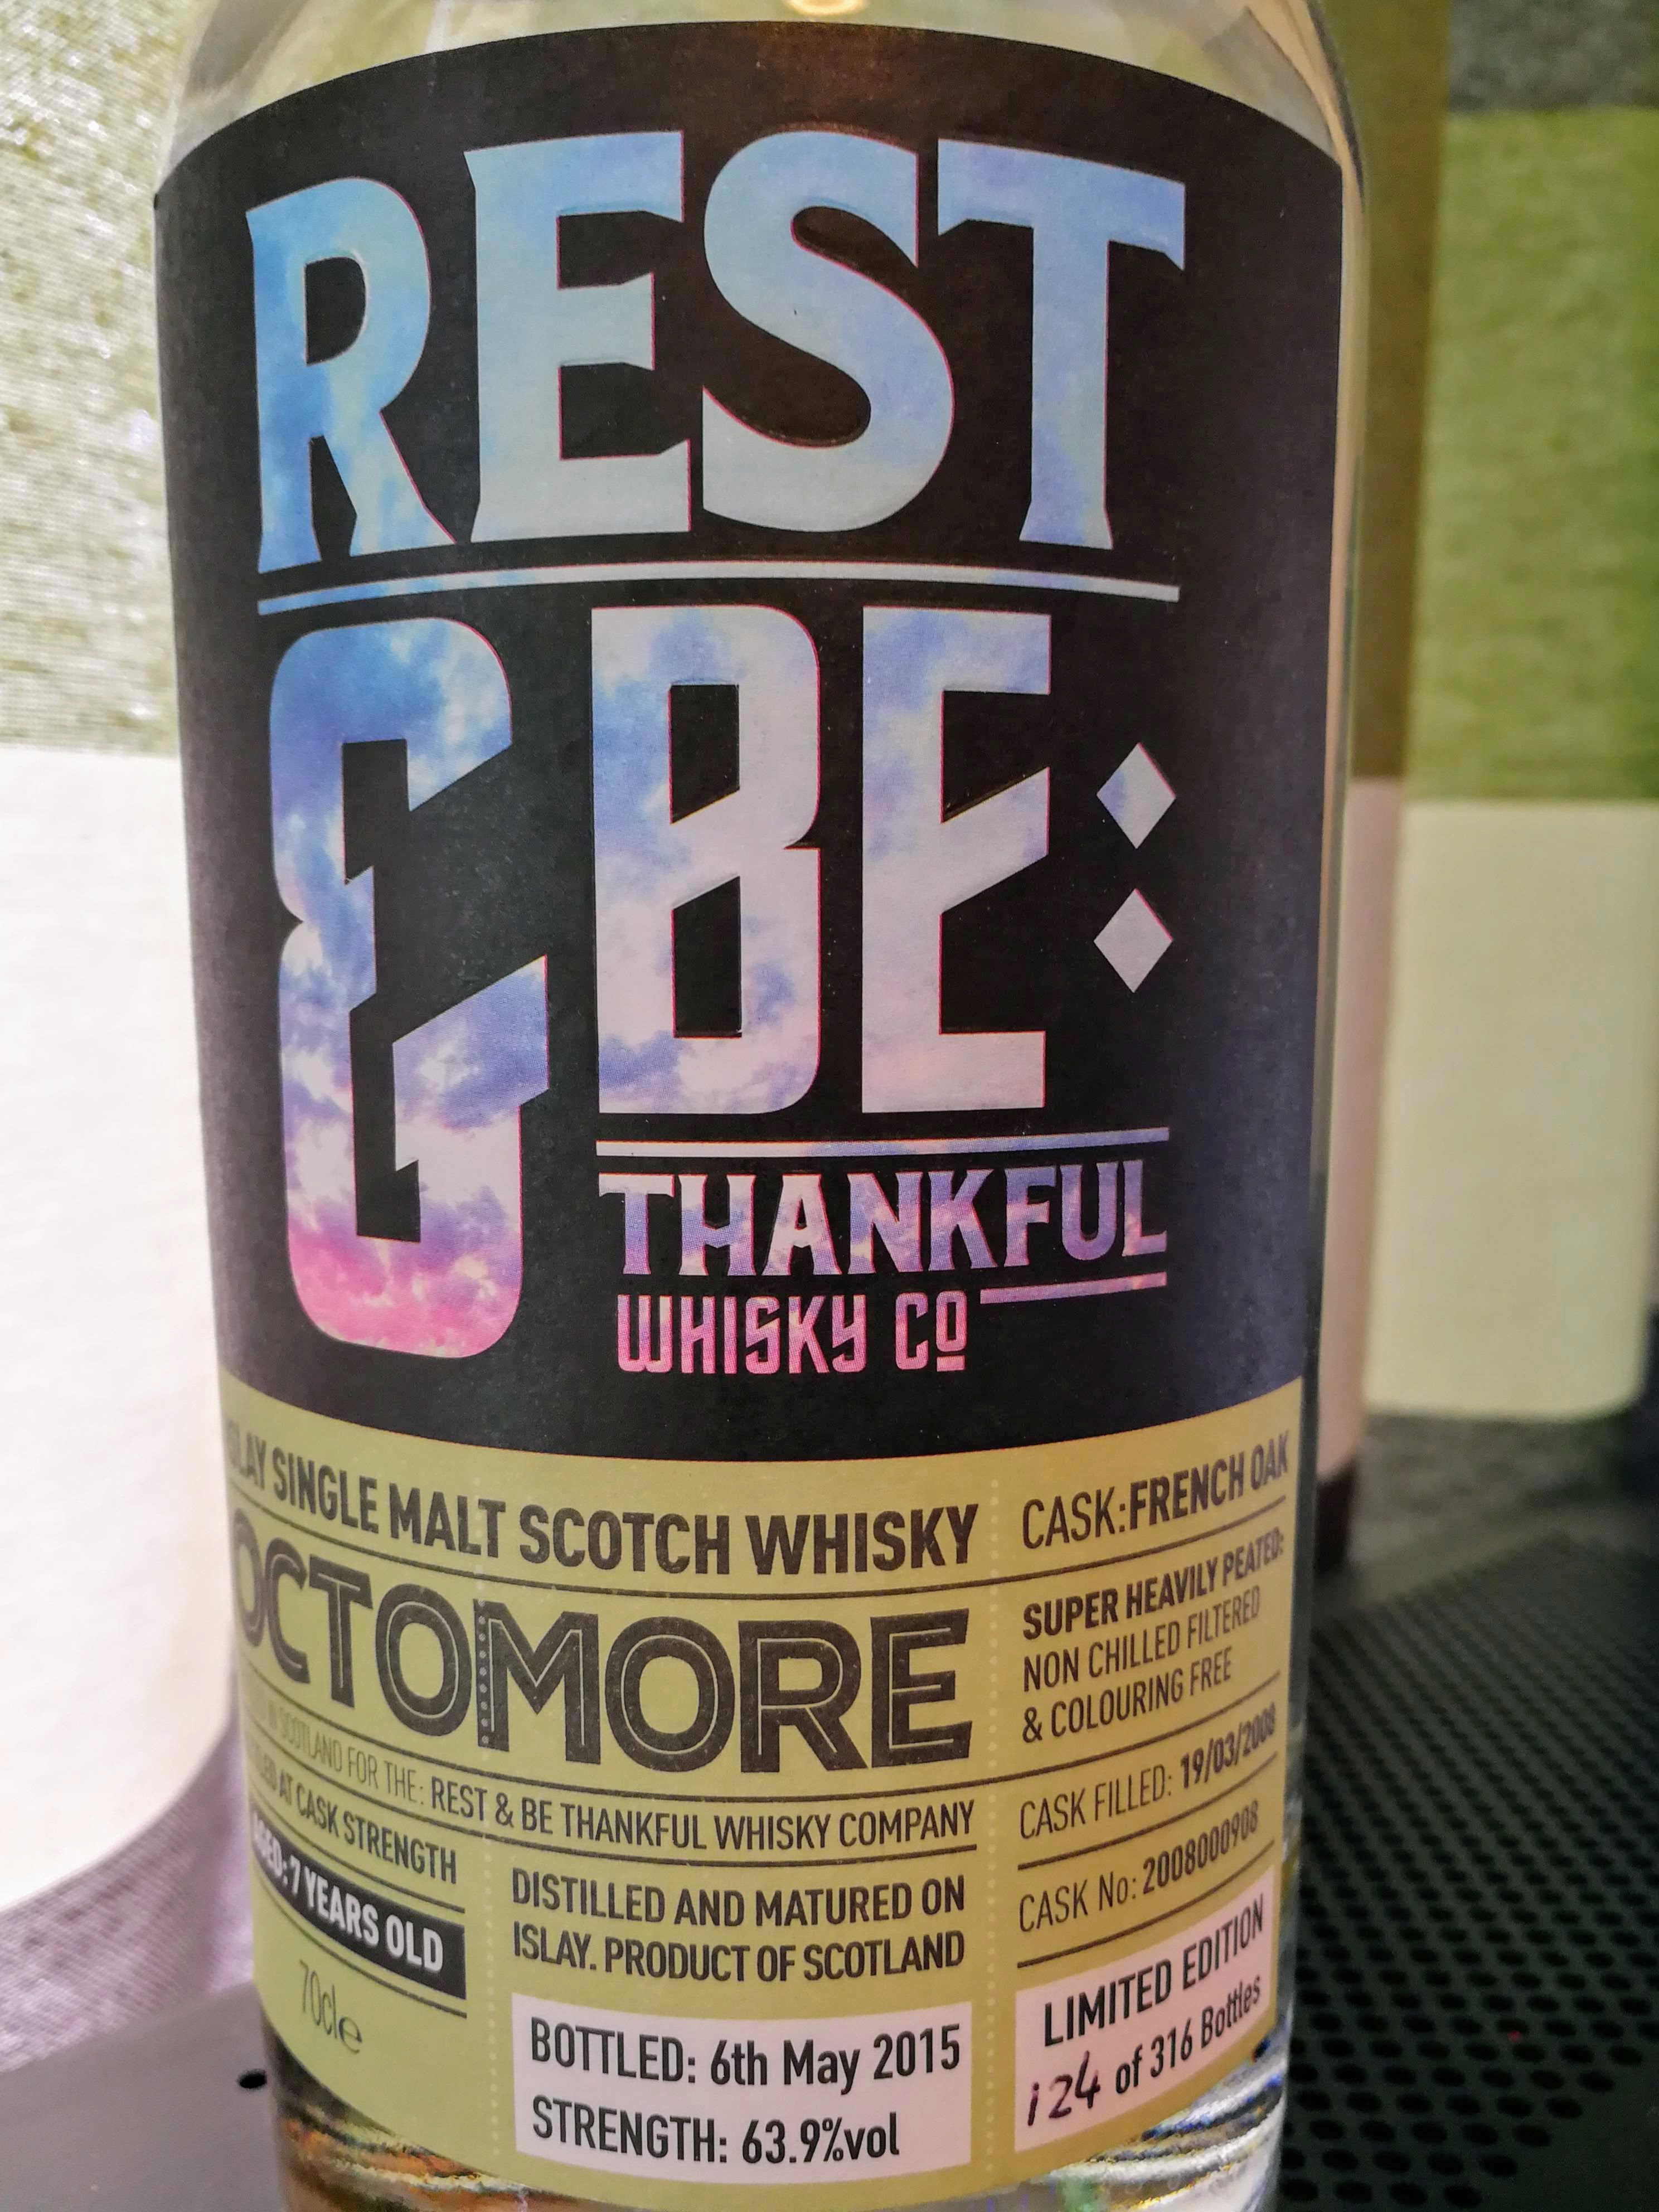 REST
& BE:
THANKFUL
WHISKY CO
ISLAY SINGLE MALT SCOTCH WHISKY
OCTOMORE
IN SCOTLAND FOR THE: REST & BE THANKFUL WHISKY COMPANY
AT CASK STRENGTH
AGED: 7 YEARS OLD
70cle
DISTILLED AND MATURED ON
ISLAY. PRODUCT OF SCOTLAND
BOTTLED: 6th May 2015
STRENGTH: 63.9%vol
CASK: FRENCH OAK
SUPER HEAVILY PEATED:
NON CHILLED FILTERED
& COLOURING FREE
CASK FILLED: 19/03/2008
CASK No: 2008000908
LIMITED EDITION
124 of 316 Bottles